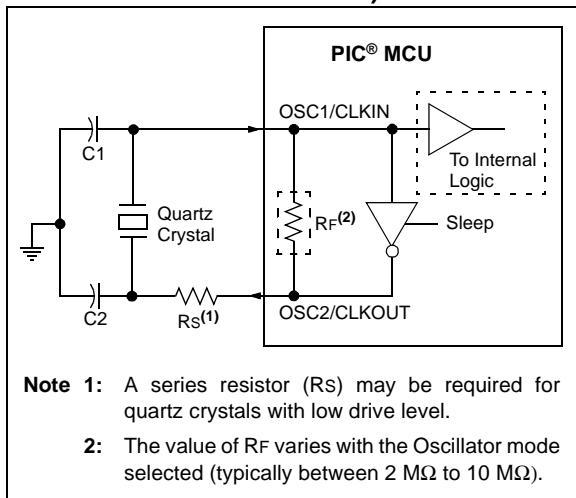 PIC® MCU
OSC1/CLKIN
C1
To Internal
Logic
Quartz
Crystal
RF(2)
Sleep
C2
RS(1)
OSC2/CLKOUT
Note 1: A series resistor (RS) may be required for
quartz crystals with low drive level.
2: The value of RF varies with the Oscillator mode
selected (typically between 2 MΩ to 10 MΩ).